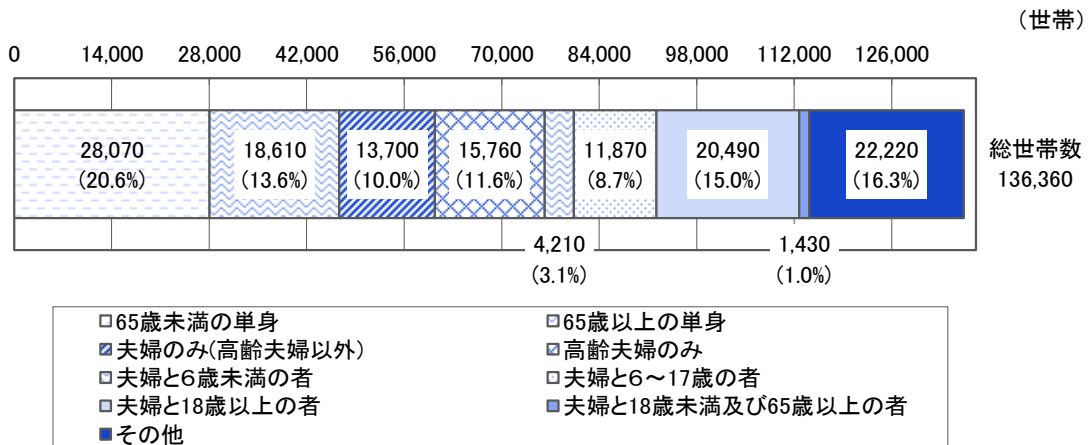 （世帯）
0 14,000 28,000 42,000 56,000 70,000 84,000 98,000 112,000 126,000
28,070 18,610 13,700 15,760 11,870 20,490 22,220 総世帯数
(20.6%) (13.6%) (10.0%) (11.6%) (8.7%) (15.0%) (16.3%) 136,360
4,210 1,430
(3.1%) (1.0%)
65歳未満の単身 65歳以上の単身
夫婦のみ(高齢夫婦以外) 高齢夫婦のみ
夫婦と６歳未満の者 夫婦と６～17歳の者
夫婦と18歳以上の者 夫婦と18歳未満及び65歳以上の者
その他